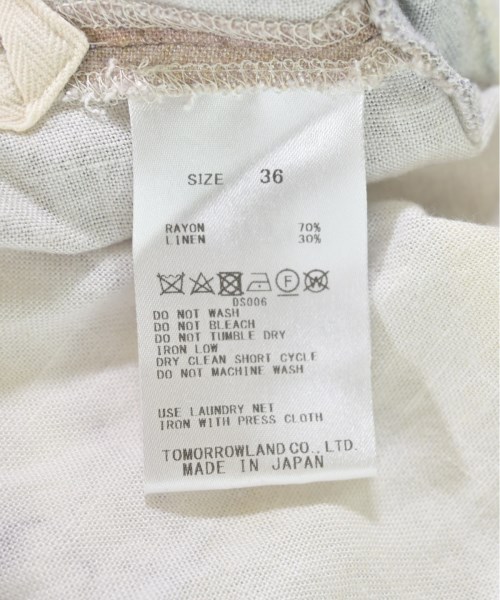 SIZE 36
RAYON 70%
LINEN 30%
DS006
DO NOT WASH
DO NOT BLEACH
DO NOT TUMBLE DRY
IRON LOW
DRY CLEAN SHORT CYCLE
DO NOT MACHINE WASH
USE LAUNDRY NET
IRON WITH PRESS CLOTH
TOMORROWLAND CO., LTD.
MADE IN JAPAN